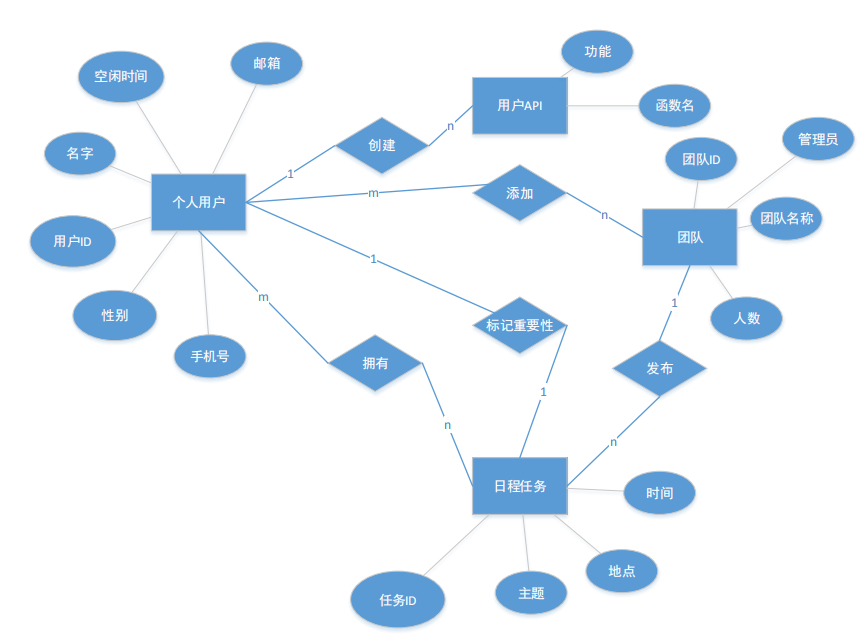 功能
空闲时间
邮箱
用户API
函数名
创建
n
管理员
名字
团队ID
1
个人用户
m
添加
n
团队名称
团队
用户ID
1
m
1
性别
标记重要性
人数
手机号
拥有
发布
1
n
n
日程任务
时间
地点
任务ID
主题